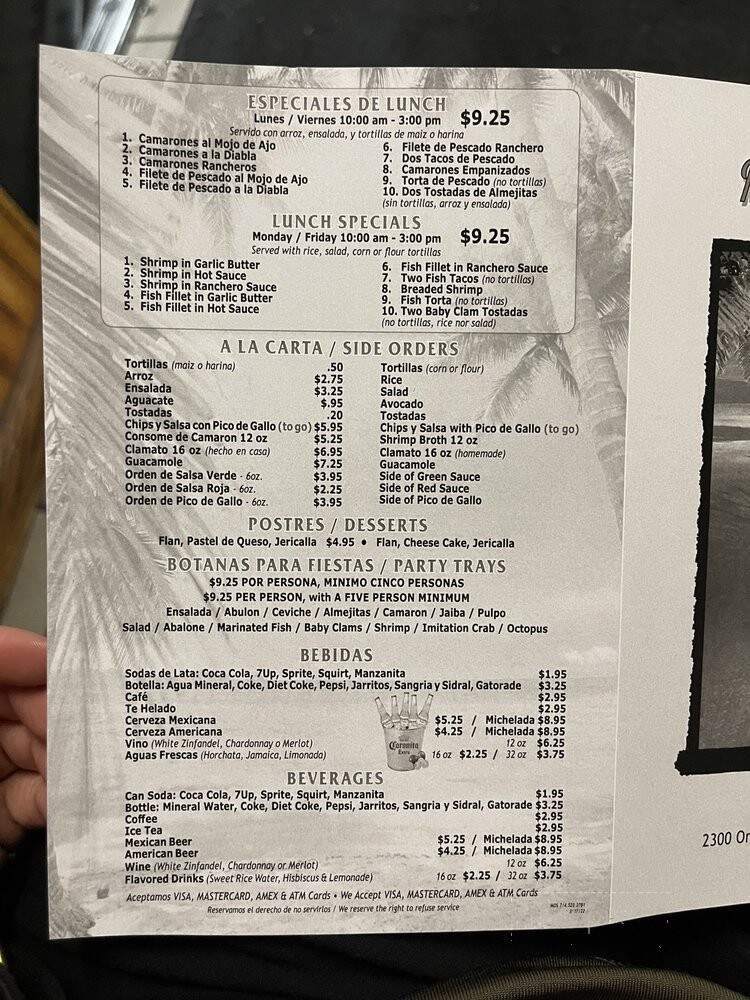 ESPECIALES DE LUNCH
Lunes / Viernes 10:00 am - 3:00 pm $9.25
Servido con arroz, ensalada, y tortillas de maiz o harina
1. Camarones al Mojo de Ajo
2. Camarones a la Diabla
3. Camarones Rancheros
4. Filete de Pescado al Mojo de Ajo
5. Filete de Pescado a la Diabla
6. Filete de Pescado Ranchero
7. Dos Tacos de Pescado
8. Camarones Empanizados
9. Torta de Pescado (no tortillas)
10. Dos Tostadas de Almejitas
(sin tortillas, arroz y ensalada)
LUNCH SPECIALS
Monday / Friday 10:00 am - 3:00 pm $9.25
Served with rice, salad, corn or flour tortillas
1. Shrimp in Garlic Butter
2. Shrimp in Hot Sauce
3. Shrimp in Ranchero Sauce
4. Fish Fillet in Garlic Butter
5. Fish Fillet in Hot Sauce
6. Fish Fillet in Ranchero Sauce
7. Two Fish Tacos (no tortillas)
8. Breaded Shrimp
9. Fish Torta (no tortillas)
10. Two Baby Clam Tostadas
(no tortillas, rice nor salad)
A LA CARTA / SIDE ORDERS
Tortillas (maiz o harina) .50 Tortillas (corn or flour)
Arroz $2.75 Rice
Ensalada $3.25 Salad
Aguacate $.95 Avocado
Tostadas .20 Tostadas
Chips y Salsa con Pico de Gallo (to go) $5.95 Chips y Salsa with Pico de Gallo (to go)
Consome de Camaron 12 oz $5.25 Shrimp Broth 12 oz
Clamato 16 oz (hecho en casa) $6.95 Clamato 16 oz (homemade)
Guacamole $7.25 Guacamole
Orden de Salsa Verde - 6oz. $3.95 Side of Green Sauce
Orden de Salsa Roja - 6oz. $2.25 Side of Red Sauce
Orden de Pico de Gallo - 6oz. $3.95 Side of Pico de Gallo
POSTRES / DESSERTS
Flan, Pastel de Queso, Jericalla $4.95 • Flan, Cheese Cake, Jericalla
BOTANAS PARA FIESTAS / PARTY TRAYS
$9.25 POR PERSONA, MINIMO CINCO PERSONAS
$9.25 PER PERSON, with A FIVE PERSON MINIMUM
Ensalada / Abulon / Ceviche / Almejitas / Camaron / Jaiba / Pulpo
Salad / Abalone / Marinated Fish / Baby Clams / Shrimp / Imitation Crab / Octopus
BEBIDAS
Sodas de Lata: Coca Cola, 7Up, Sprite, Squirt, Manzanita $1.95
Botella: Agua Mineral, Coke, Diet Coke, Pepsi, Jarritos, Sangria y Sidral, Gatorade $3.25
Café $2.95
Te Helado $2.95
Cerveza Mexicana $5.25 / Michelada $8.95
Cerveza Americana $4.25 / Michelada $8.95
Vino (White Zinfandel, Chardonnay o Merlot) 12 oz $6.25
Aguas Frescas (Horchata, Jamaica, Limonada) 16 oz $2.25 / 32 oz $3.75
Coronita
Extra
BEVERAGES
Can Soda: Coca Cola, 7Up, Sprite, Squirt, Manzanita $1.95
Bottle: Mineral Water, Coke, Diet Coke, Pepsi, Jarritos, Sangria y Sidral, Gatorade $3.25
Coffee $2.95
Ice Tea $2.95
Mexican Beer $5.25 / Michelada $8.95
American Beer $4.25 / Michelada $8.95
Wine (White Zinfandel, Chardonnay or Merlot) 12 oz $6.25
Flavored Drinks (Sweet Rice Water, Hisbiscus & Lemonade) 16 oz $2.25 / 32 oz $3.75
Aceptamos VISA, MASTERCARD, AMEX & ATM Cards • We Accept VISA, MASTERCARD, AMEX & ATM Cards
Reservamos el derecho de no servirlos / We reserve the right to refuse service
2300 Or